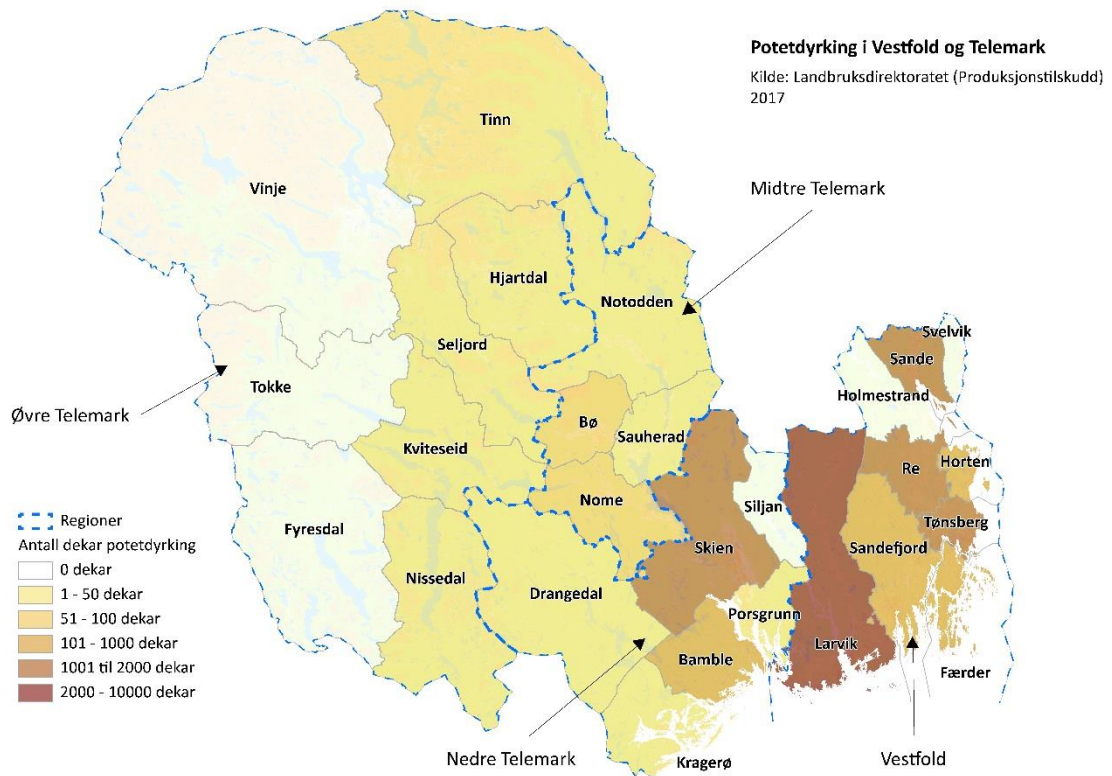 Potetdyrking i Vestfold og Telemark
Kilde: Landbruksdirektoratet (Produksjonstilskudd)
2017
Tinn
Vinje
Midtre Telemark
Hjartdal
Notodden
Seljord
Svelvik
Sande
Tokke
Holmestrand
Øvre Telemark
Bø
Sauherad
Kviteseid
Re
Horten
Nome
Siljan
Tønsberg
Fyresdal
Skien
Sandefjord
Nissedal
Drangedal
Porsgrunn
Larvik
Bamble
Færder
Nedre Telemark
Kragerø
Vestfold
Regioner
Antall dekar potetdyrking
0 dekar
1 - 50 dekar
51 - 100 dekar
101 - 1000 dekar
1001 til 2000 dekar
2000 - 10000 dekar